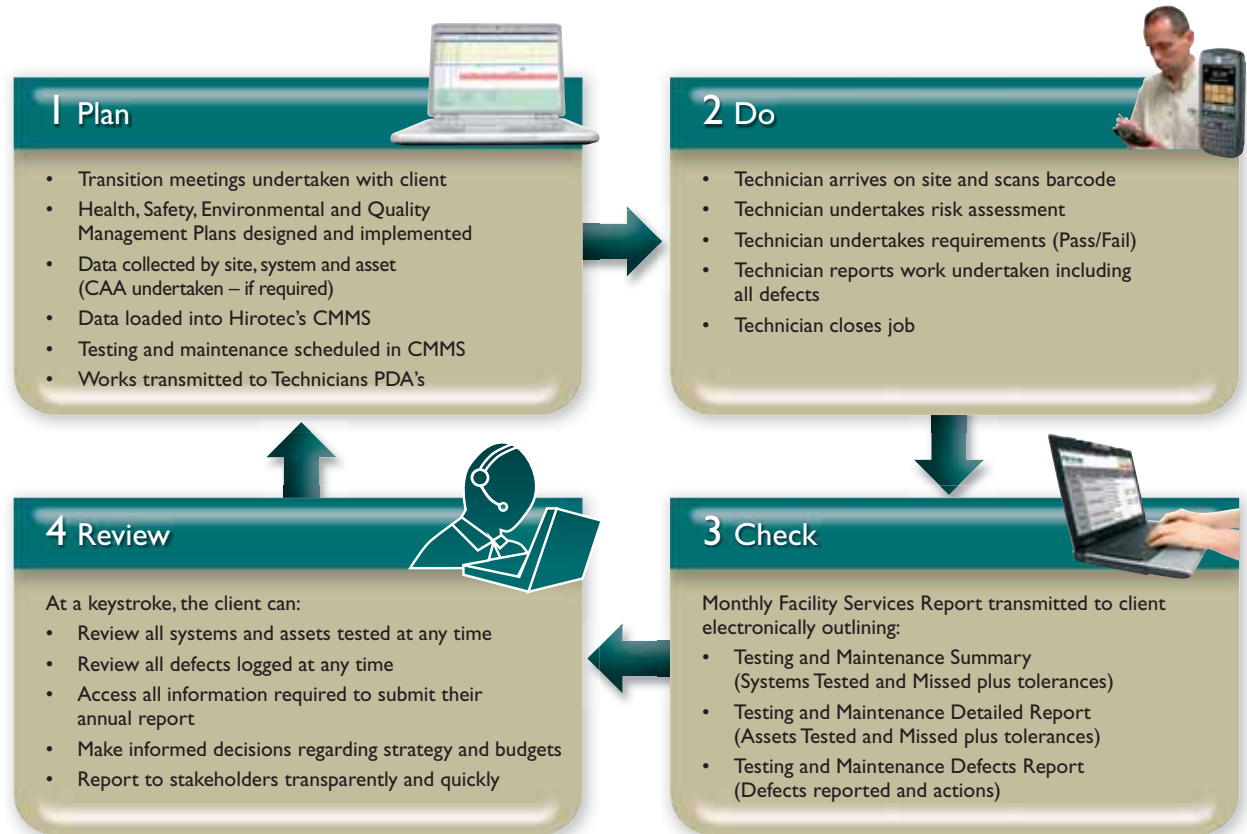 1 Plan
• Transition meetings undertaken with client
• Health, Safety, Environmental and Quality
Management Plans designed and implemented
• Data collected by site, system and asset
(CAA undertaken – if required)
• Data loaded into Hirotec's CMMS
• Testing and maintenance scheduled in CMMS
• Works transmitted to Technicians PDA's
2 Do
• Technician arrives on site and scans barcode
• Technician undertakes risk assessment
• Technician undertakes requirements (Pass/Fail)
• Technician reports work undertaken including
all defects
• Technician closes job
3 Check
Monthly Facility Services Report transmitted to client
electronically outlining:
• Testing and Maintenance Summary
(Systems Tested and Missed plus tolerances)
• Testing and Maintenance Detailed Report
(Assets Tested and Missed plus tolerances)
• Testing and Maintenance Defects Report
(Defects reported and actions)
4 Review
At a keystroke, the client can:
• Review all systems and assets tested at any time
• Review all defects logged at any time
• Access all information required to submit their
annual report
• Make informed decisions regarding strategy and budgets
• Report to stakeholders transparently and quickly